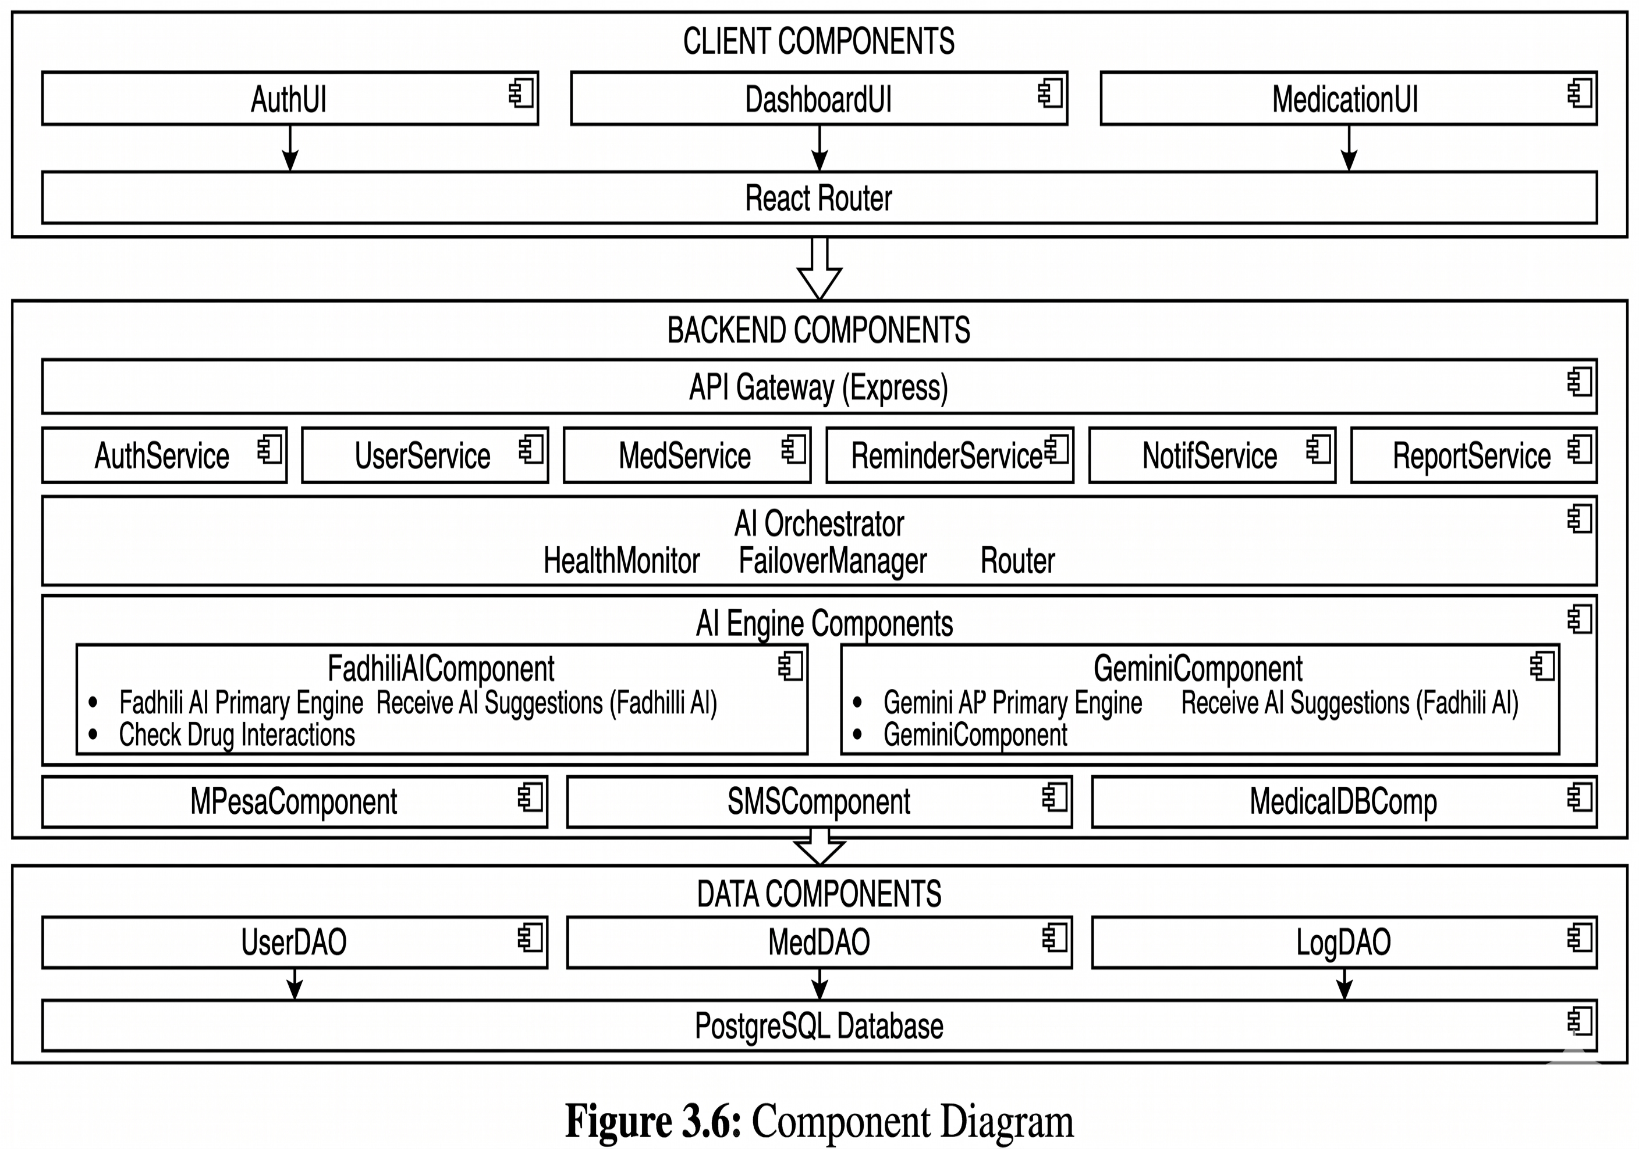 CLIENT COMPONENTS
AuthUI
DashboardUI
MedicationUI
React Router
BACKEND COMPONENTS
API Gateway (Express)
AuthService
UserService
MedService
ReminderService
NotifService
ReportService
AI Orchestrator
HealthMonitor FailoverManager Router
AI Engine Components
FadhiliAIComponent
• Fadhili AI Primary Engine Receive AI Suggestions (Fadhilli AI)
• Check Drug Interactions
GeminiComponent
• Gemini AP Primary Engine Receive AI Suggestions (Fadhili AI)
• GeminiComponent
MPesaComponent
SMSComponent
MedicalDBComp
DATA COMPONENTS
UserDAO
MedDAO
LogDAO
PostgreSQL Database
Figure 3.6: Component Diagram